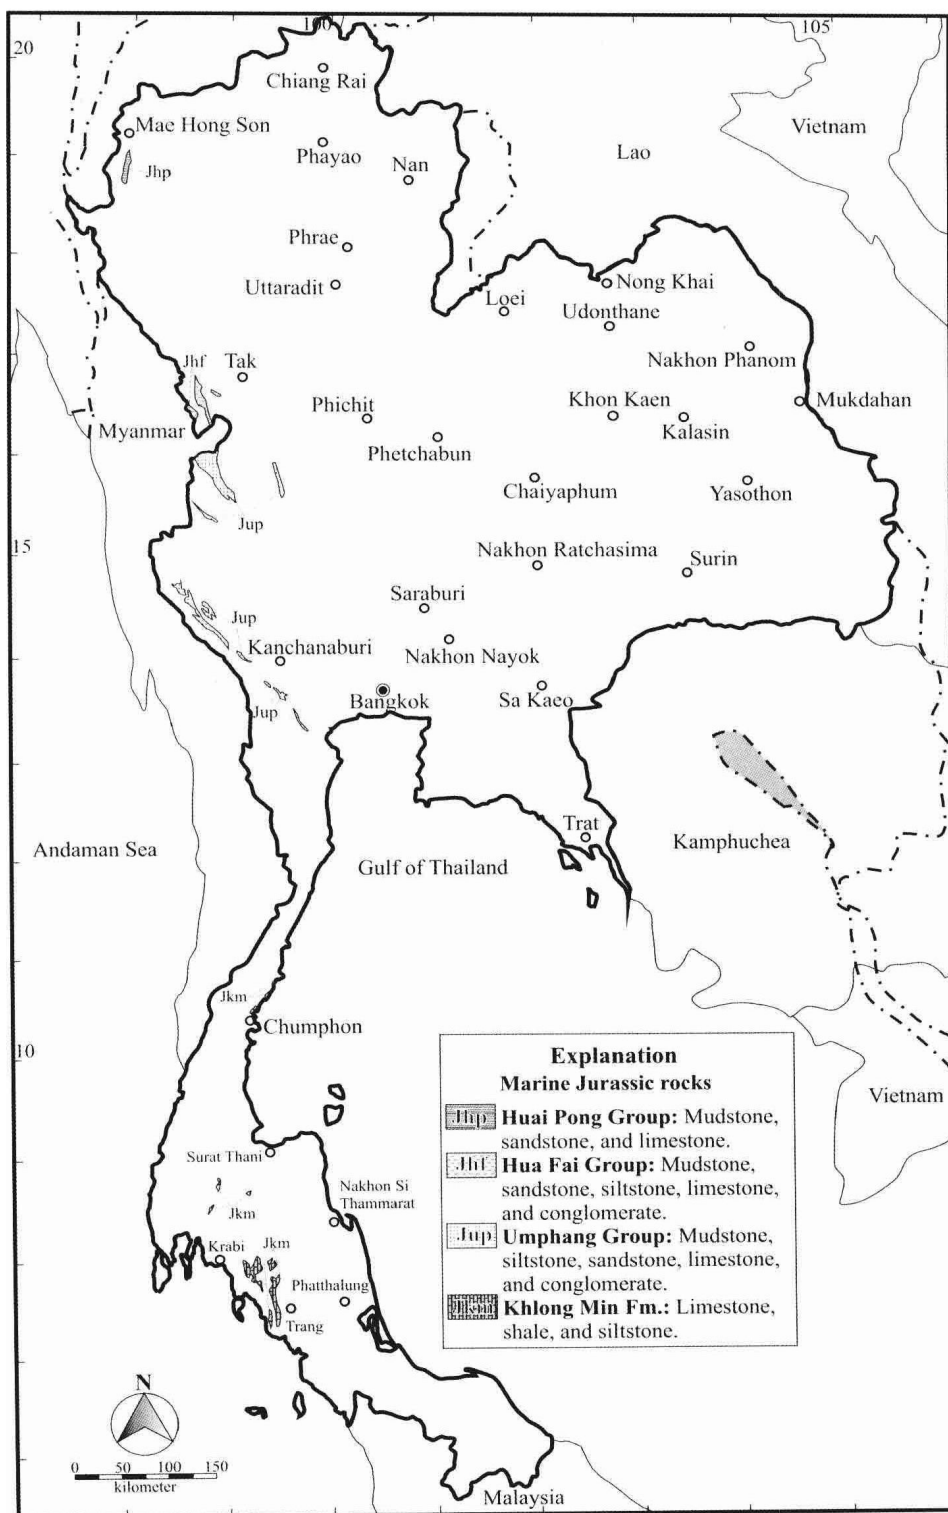 100
105
20
Chiang Rai
Mae Hong Son
Vietnam
Phayao
Lao
Jhp
Nan
Phrae
Uttaradit
Nong Khai
Loei
Udonthane
Jhf
Tak
Nakhon Phanom
Phichit
Khon Kaen
Mukdahan
Myanmar
Kalasin
Phetchabun
Chaiyaphum
Yasothon
Jup
15
Nakhon Ratchasima
Surin
Saraburi
Jup
Kanchanaburi
Nakhon Nayok
Bangkok
Sa Kaeo
Jup
Trat
Andaman Sea
Gulf of Thailand
Kamphuchea
Jkm
Chumphon
10
Vietnam
Surat Thani
Nakhon Si
Thammarat
Jkm
Krabi
Jkm
Phatthalung
Trang
Explanation
Marine Jurassic rocks
Jhp Huai Pong Group: Mudstone,
sandstone, and limestone.
Jhf Hua Fai Group: Mudstone,
sandstone, siltstone, limestone,
and conglomerate.
Jup Umphang Group: Mudstone,
siltstone, sandstone, limestone,
and conglomerate.
Jkm Khlong Min Fm.: Limestone,
shale, and siltstone.
N
0 50 100 150
kilometer
Malaysia